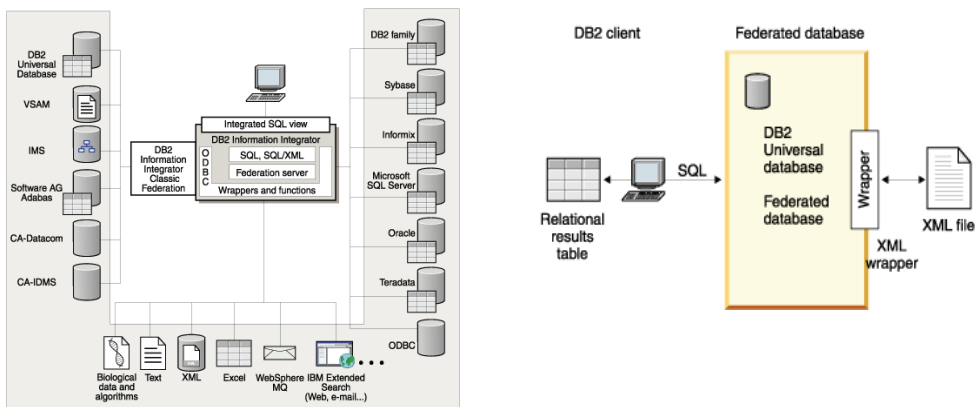 DB2
Universal
Database
VSAM
IMS
Software AG
Adabas
CA-Datacom
CA-IDMS
DB2
Information
Integrator
Classic
Federation
Integrated SQL view
DB2 Information Integrator
O
D
B
C
SQL, SQL/XML
Federation server
Wrappers and functions
DB2 family
Sybase
Informix
Microsoft
SQL Server
Oracle
Teradata
ODBC
Biological
data and
algorithms
Text
XML
Excel
WebSphere
MQ
IBM Extended
Search
(Web, e-mail...)
DB2 client
Federated database
SQL
Relational
results
table
DB2
Universal
database
Federated
database
Wrapper
XML
wrapper
XML file